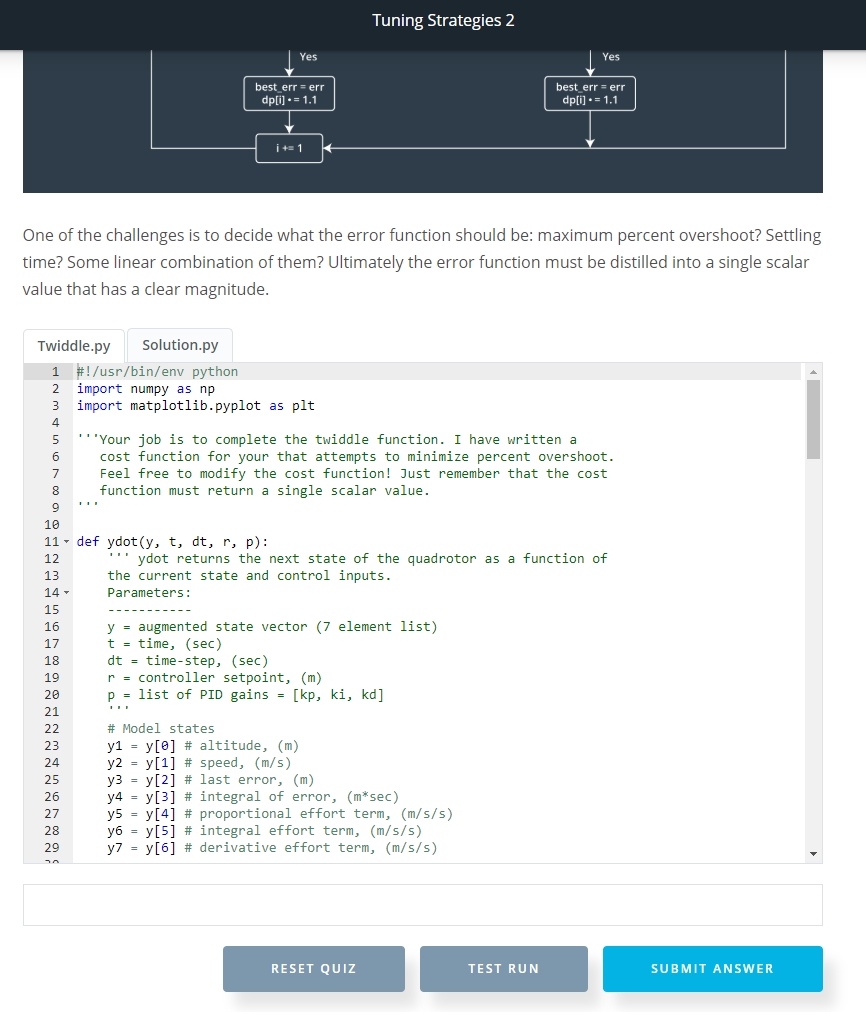 Tuning Strategies 2
Yes
Yes
best_err = err
dp[i] *= 1.1
best_err = err
dp[i] *= 1.1
i += 1
One of the challenges is to decide what the error function should be: maximum percent overshoot? Settling
time? Some linear combination of them? Ultimately the error function must be distilled into a single scalar
value that has a clear magnitude.
Twiddle.py
Solution.py
1 #!/usr/bin/env python
2 import numpy as np
3 import matplotlib.pyplot as plt
4
5 '''Your job is to complete the twiddle function. I have written a
6 cost function for your that attempts to minimize percent overshoot.
7 Feel free to modify the cost function! Just remember that the cost
8 function must return a single scalar value.
9 '''
10
11 def ydot(y, t, dt, r, p):
12 ''' ydot returns the next state of the quadrotor as a function of
13 the current state and control inputs.
14 Parameters:
15 -----------
16 y = augmented state vector (7 element list)
17 t = time, (sec)
18 dt = time-step, (sec)
19 r = controller setpoint, (m)
20 p = list of PID gains = [kp, ki, kd]
21 '''
22 # Model states
23 y1 = y[0] # altitude, (m)
24 y2 = y[1] # speed, (m/s)
25 y3 = y[2] # last error, (m)
26 y4 = y[3] # integral of error, (m*sec)
27 y5 = y[4] # proportional effort term, (m/s/s)
28 y6 = y[5] # integral effort term, (m/s/s)
29 y7 = y[6] # derivative effort term, (m/s/s)
RESET QUIZ
TEST RUN
SUBMIT ANSWER